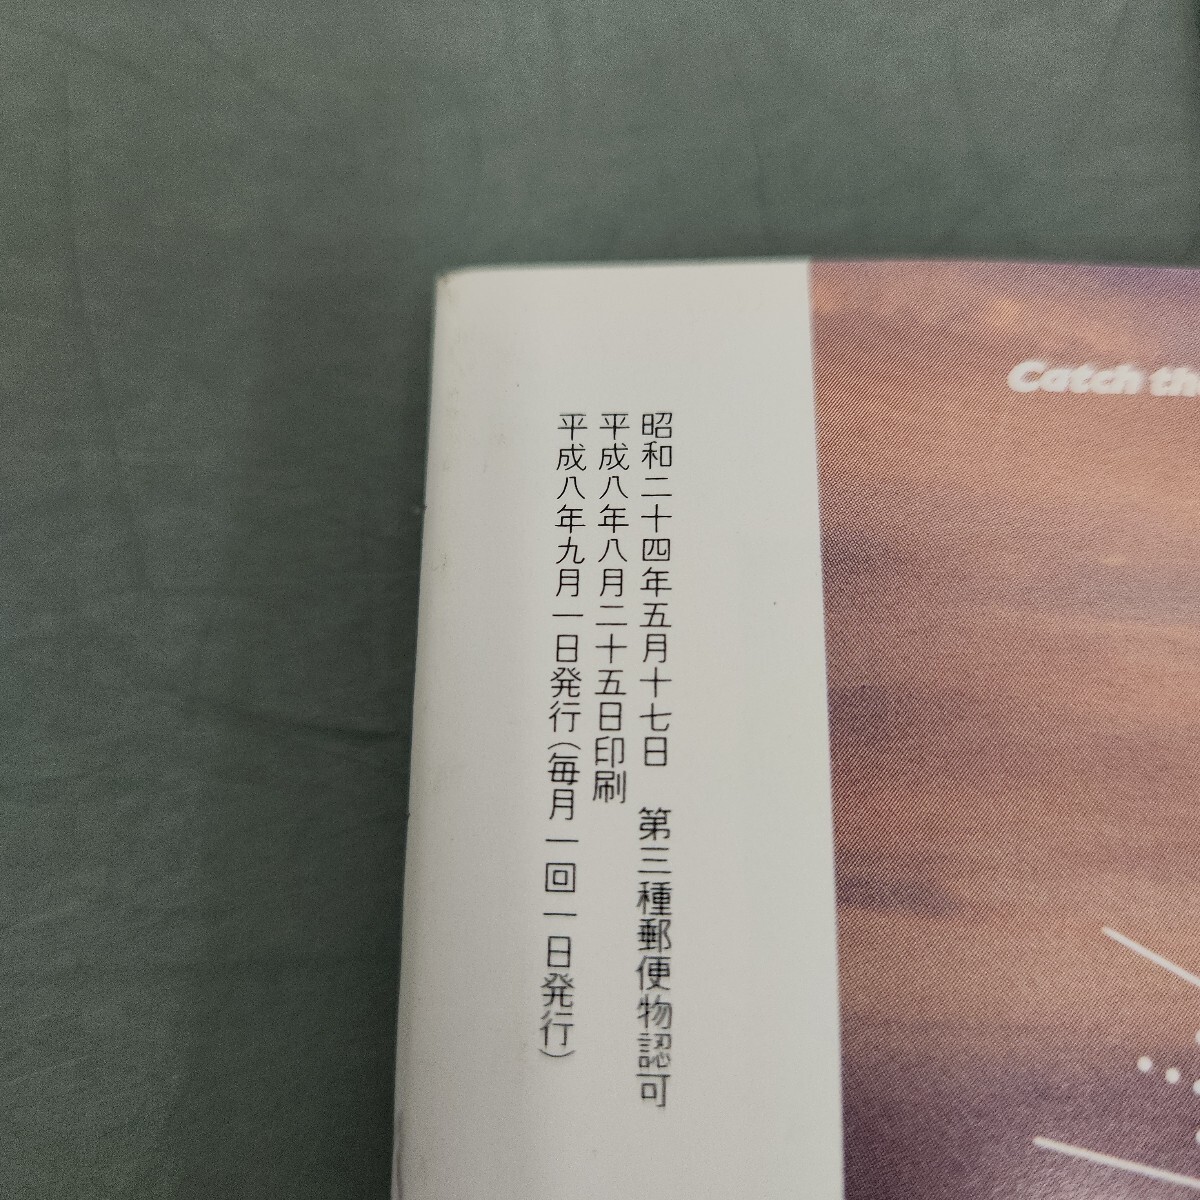 昭和二十四年五月十七日　第三種郵便物認可
平成八年八月二十五日印刷
平成八年九月一日発行(毎月一回一日発行)
Catch the